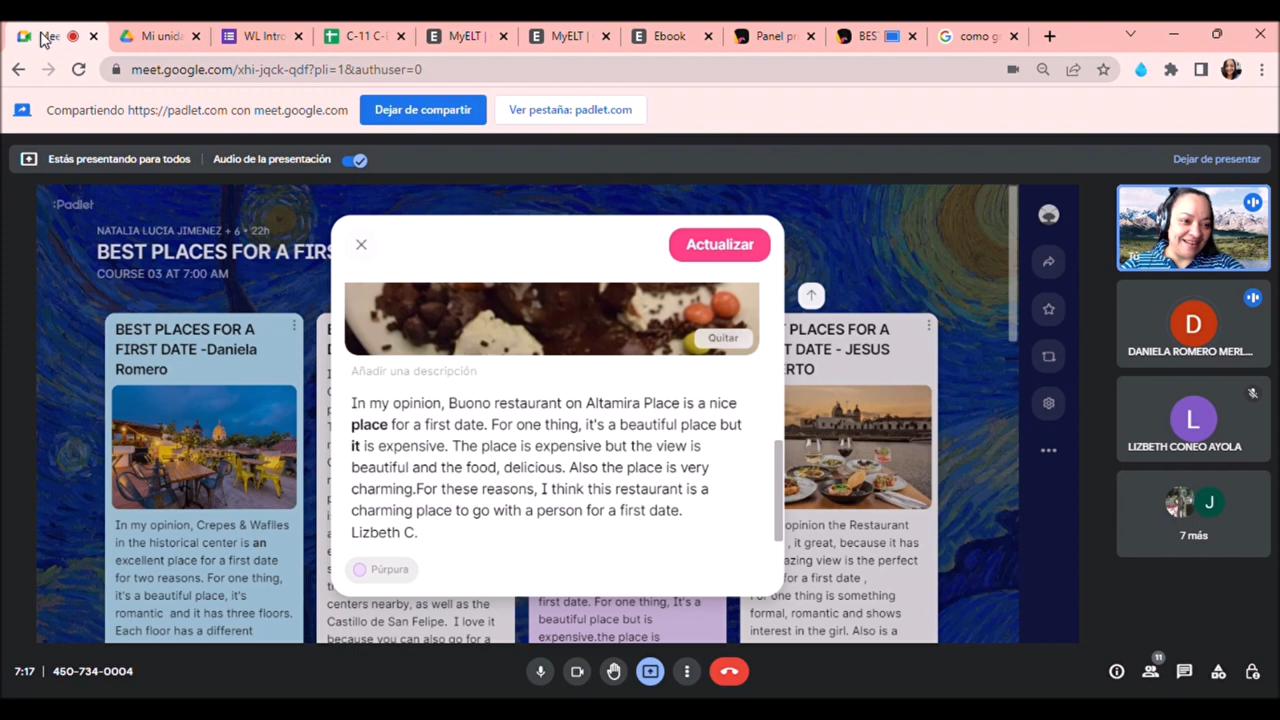 Mee
Mi unida
WL Intro
C-11 C-E
MyELT |
MyELT |
Ebook
Panel pr
BES
como g
meet.google.com/xhi-jqck-qdf?pli=1&authuser=0
Compartiendo https://padlet.com con meet.google.com
Dejar de compartir
Ver pestaña: padlet.com
Estás presentando para todos
Audio de la presentación
Dejar de presentar
:Padlet
NATALIA LUCIA JIMENEZ + 6 • 22h
BEST PLACES FOR A FIRS
COURSE 03 AT 7:00 AM
BEST PLACES FOR A
FIRST DATE -Daniela
Romero
In my opinion, Crepes & Waflles
in the historical center is an
excellent place for a first date
for two reasons. For one thing,
it's a beautiful place, it's
romantic and it has three floors.
Each floor has a different
centers nearby, as well as the
Castillo de San Felipe. I love it
because you can also go for a
Actualizar
Quitar
Añadir una descripción
In my opinion, Buono restaurant on Altamira Place is a nice
place for a first date. For one thing, it's a beautiful place but
it is expensive. The place is expensive but the view is
beautiful and the food, delicious. Also the place is very
charming.For these reasons, I think this restaurant is a
charming place to go with a person for a first date.
Lizbeth C.
Púrpura
first date. For one thing, It's a
beautiful place but is
expensive.the place is
PLACES FOR A
T DATE - JESUS
ERTO
opinion the Restaurant
, it great, because it has
azing view is the perfect
for a first date ,
For one thing is something
formal, romantic and shows
interest in the girl. Also is a
Tú
D
DANIELA ROMERO MERL...
L
LIZBETH CONEO AYOLA
J
7 más
7:17 | 450-734-0004
11